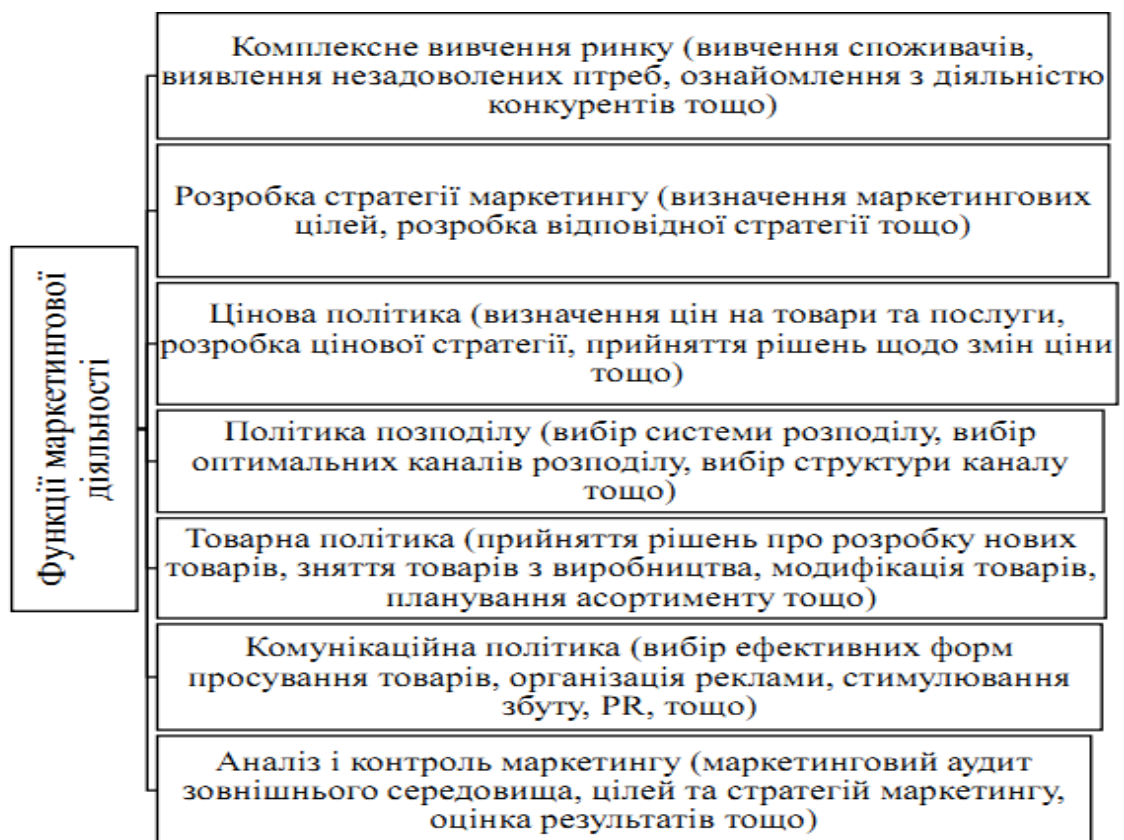 Функції маркетингової
діяльності
Комплексне вивчення ринку (вивчення споживачів,
виявлення незадоволених птреб, ознайомлення з діяльністю
конкурентів тощо)
Розробка стратегії маркетингу (визначення маркетингових
цілей, розробка відповідної стратегії тощо)
Цінова політика (визначення цін на товари та послуги,
розробка цінової стратегії, прийняття рішень щодо змін ціни
тощо)
Політика позподілу (вибір системи розподілу, вибір
оптимальних каналів розподілу, вибір структури каналу
тощо)
Товарна політика (прийняття рішень про розробку нових
товарів, зняття товарів з виробництва, модифікація товарів,
планування асортименту тощо)
Комунікаційна політика (вибір ефективних форм
просування товарів, організація реклами, стимулювання
збуту, PR, тощо)
Аналіз і контроль маркетингу (маркетинговий аудит
зовнішнього середовища, цілей та стратегій маркетингу,
оцінка результатів тощо)